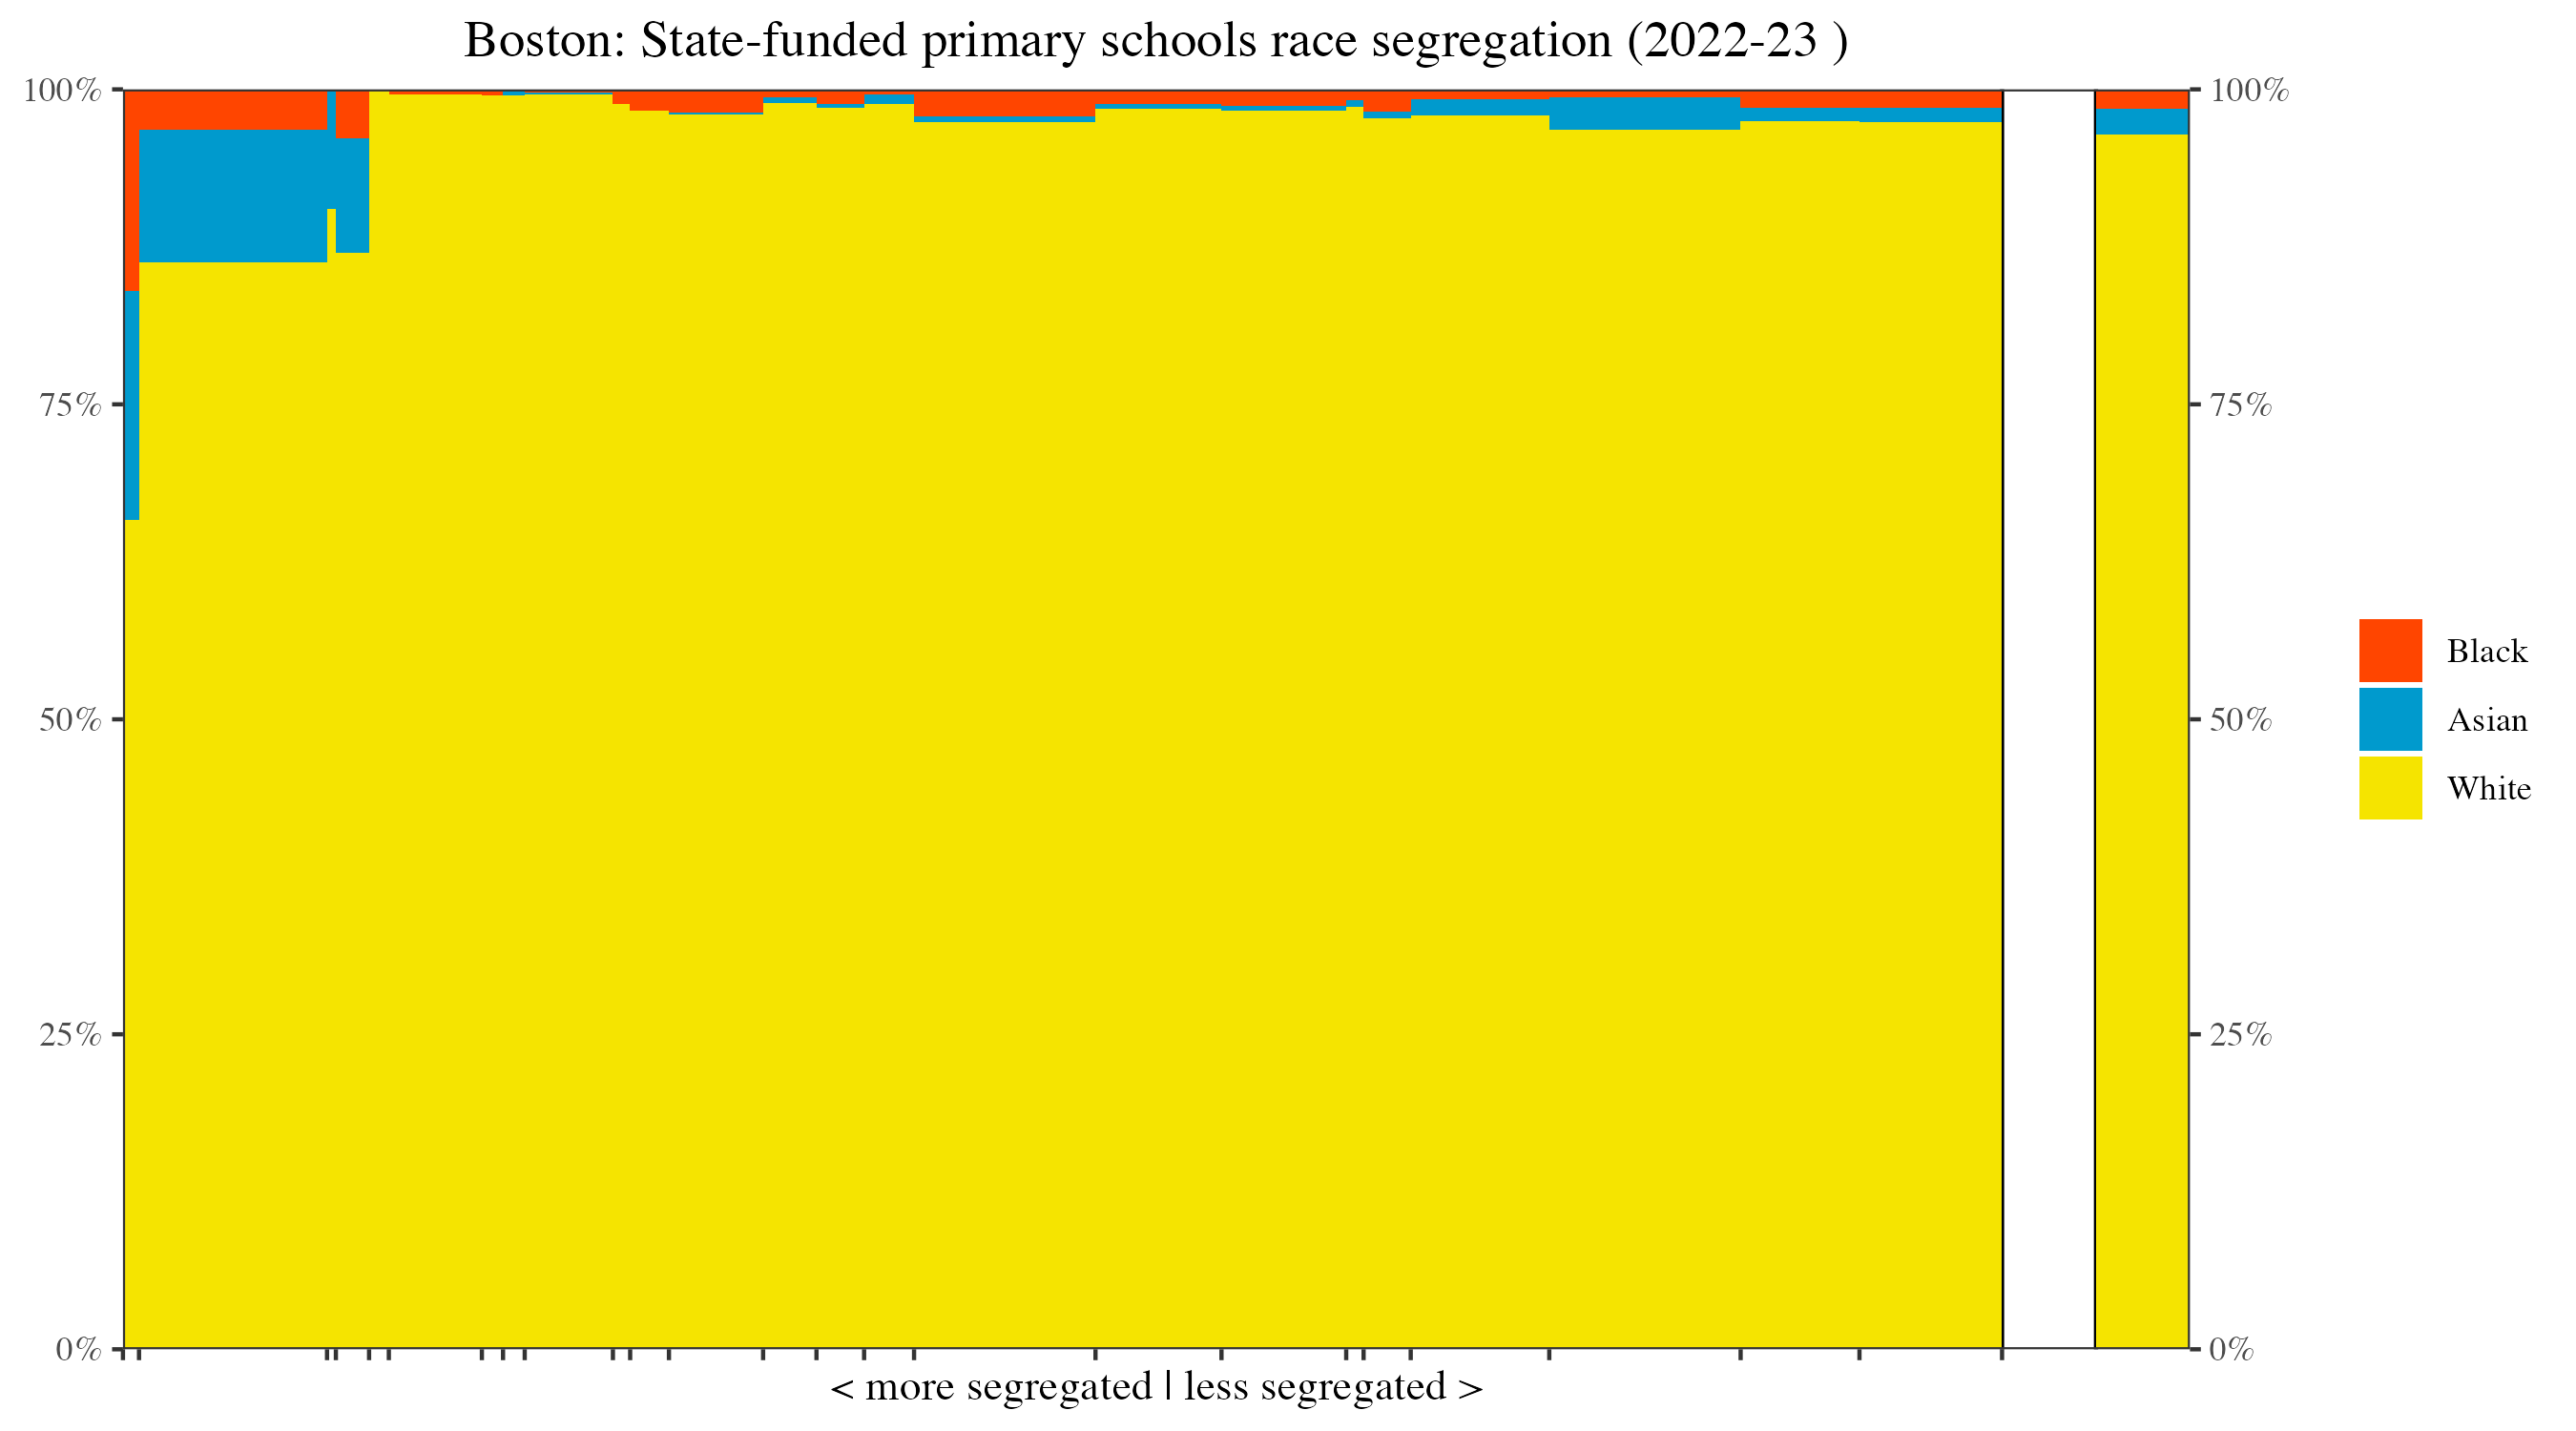 Boston: State-funded primary schools race segregation (2022-23 )
100%
75%
50%
25%
0%
100%
75%
50%
25%
0%
Black
Asian
White
< more segregated | less segregated >